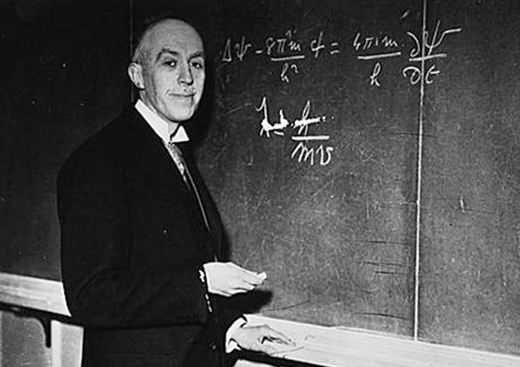 Δψ - 8π²m/h² ψ = 4πim/h ∂ψ/∂t
λ = h/mv